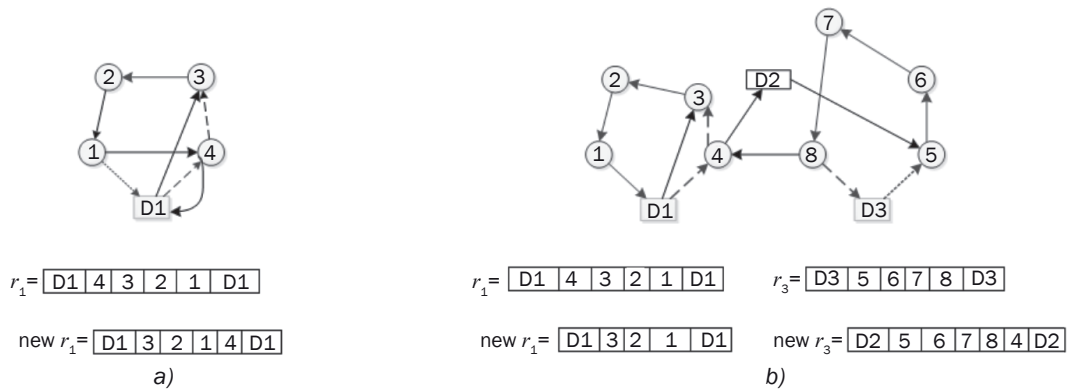 7
2 3 D2 6
2 3
1 4 1 4 8 5
D1 D1 D3
r1= D1 4 3 2 1 D1 r1= D1 4 3 2 1 D1 r3= D3 5 6 7 8 D3
new r1= D1 3 2 1 4 D1 new r1= D1 3 2 1 D1 new r3= D2 5 6 7 8 4 D2
a) b)